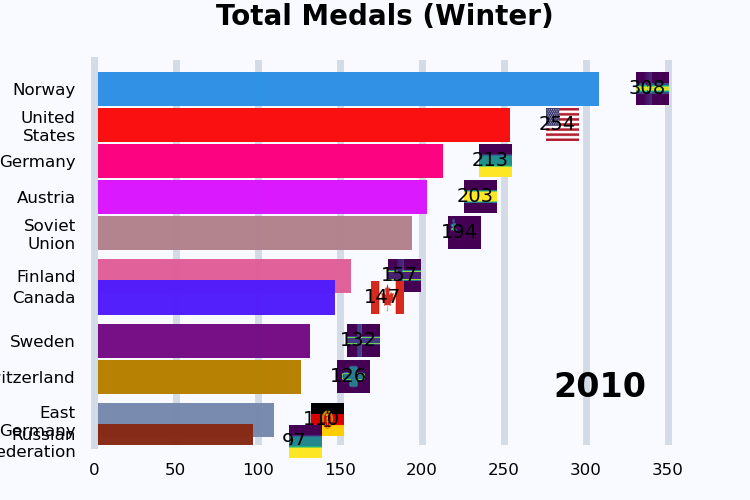 Total Medals (Winter)
Norway 308
United States 254
Germany 213
Austria 203
Soviet Union 194
Finland 157
Canada 147
Sweden 132
itzerland 126
2010
East Germany 110
Russian ederation 97
0 50 100 150 200 250 300 350